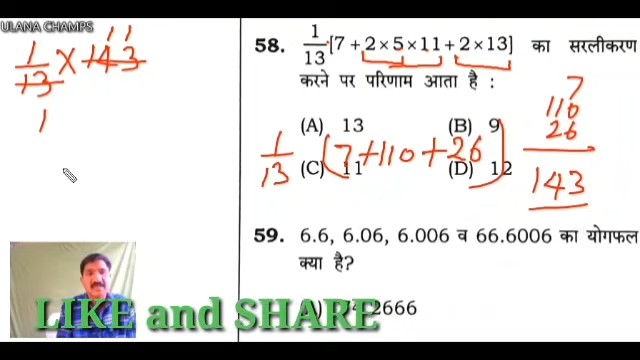 ULANA CHAMPS
1/13 × 143
11
1
58. 1/13 [7 + 2 × 5 × 11 + 2 × 13] का सरलीकरण
करने पर परिणाम आता है :
(A) 13
(B) 9
(C) 11
(D) 12
1/13 (7+110+26)
7
110
26
143
59. 6.6, 6.06, 6.006 व 66.6006 का योगफल
क्या है?
2666
LIKE and SHARE